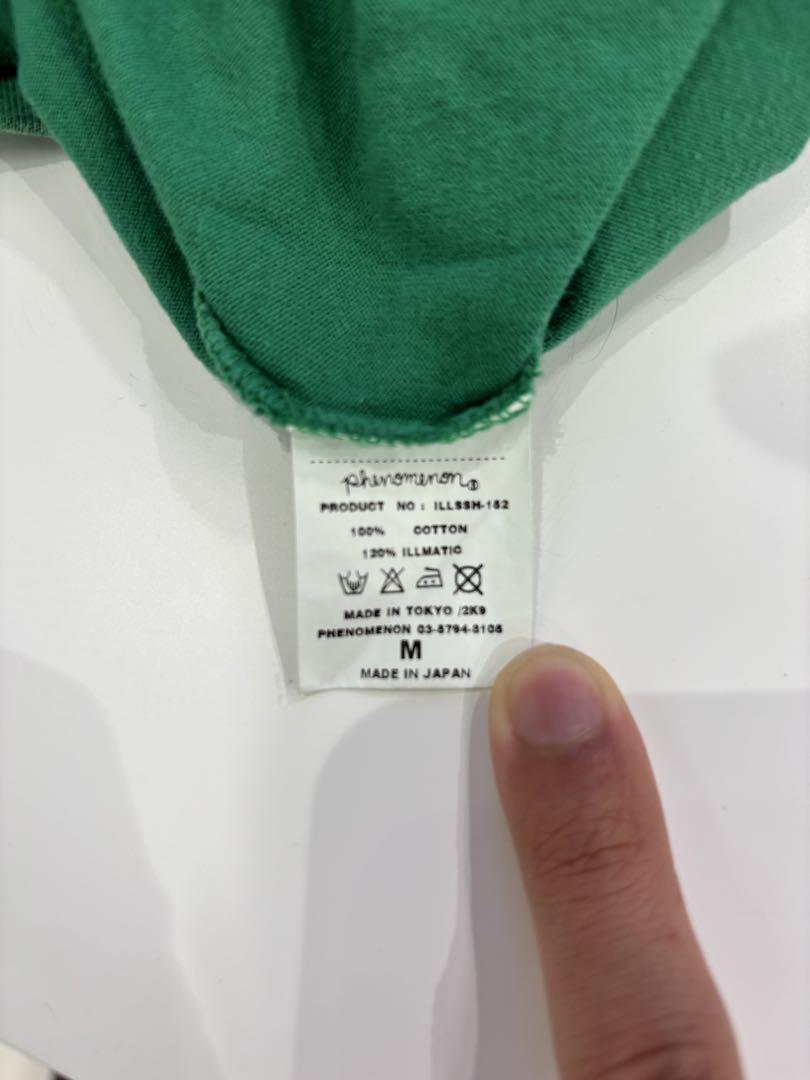 phenomenon®
PRODUCT NO : ILLSSH-152
100% COTTON
120% ILLMATIC
MADE IN TOKYO /2K9
PHENOMENON 03-5794-8108
M
MADE IN JAPAN